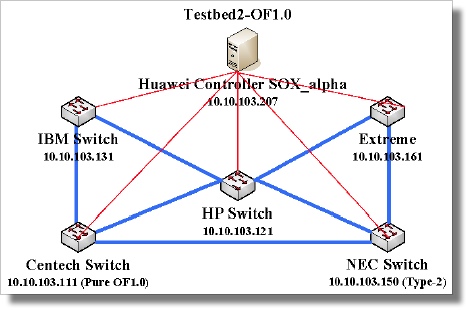 Testbed2-OF1.0
Huawei Controller SOX_alpha
10.10.103.207
IBM Switch
10.10.103.131
Extreme
10.10.103.161
HP Switch
10.10.103.121
Centech Switch
10.10.103.111 (Pure OF1.0)
NEC Switch
10.10.103.150 (Type-2)